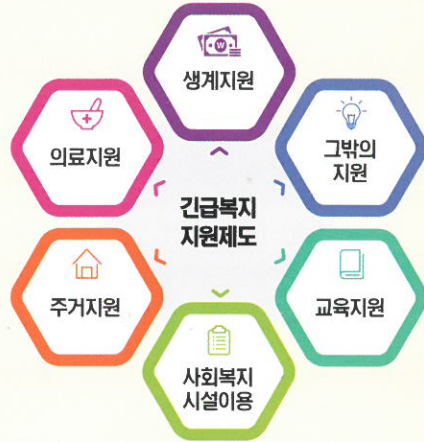 생계지원
의료지원
그밖의
지원
긴급복지
지원제도
주거지원
교육지원
사회복지
시설이용